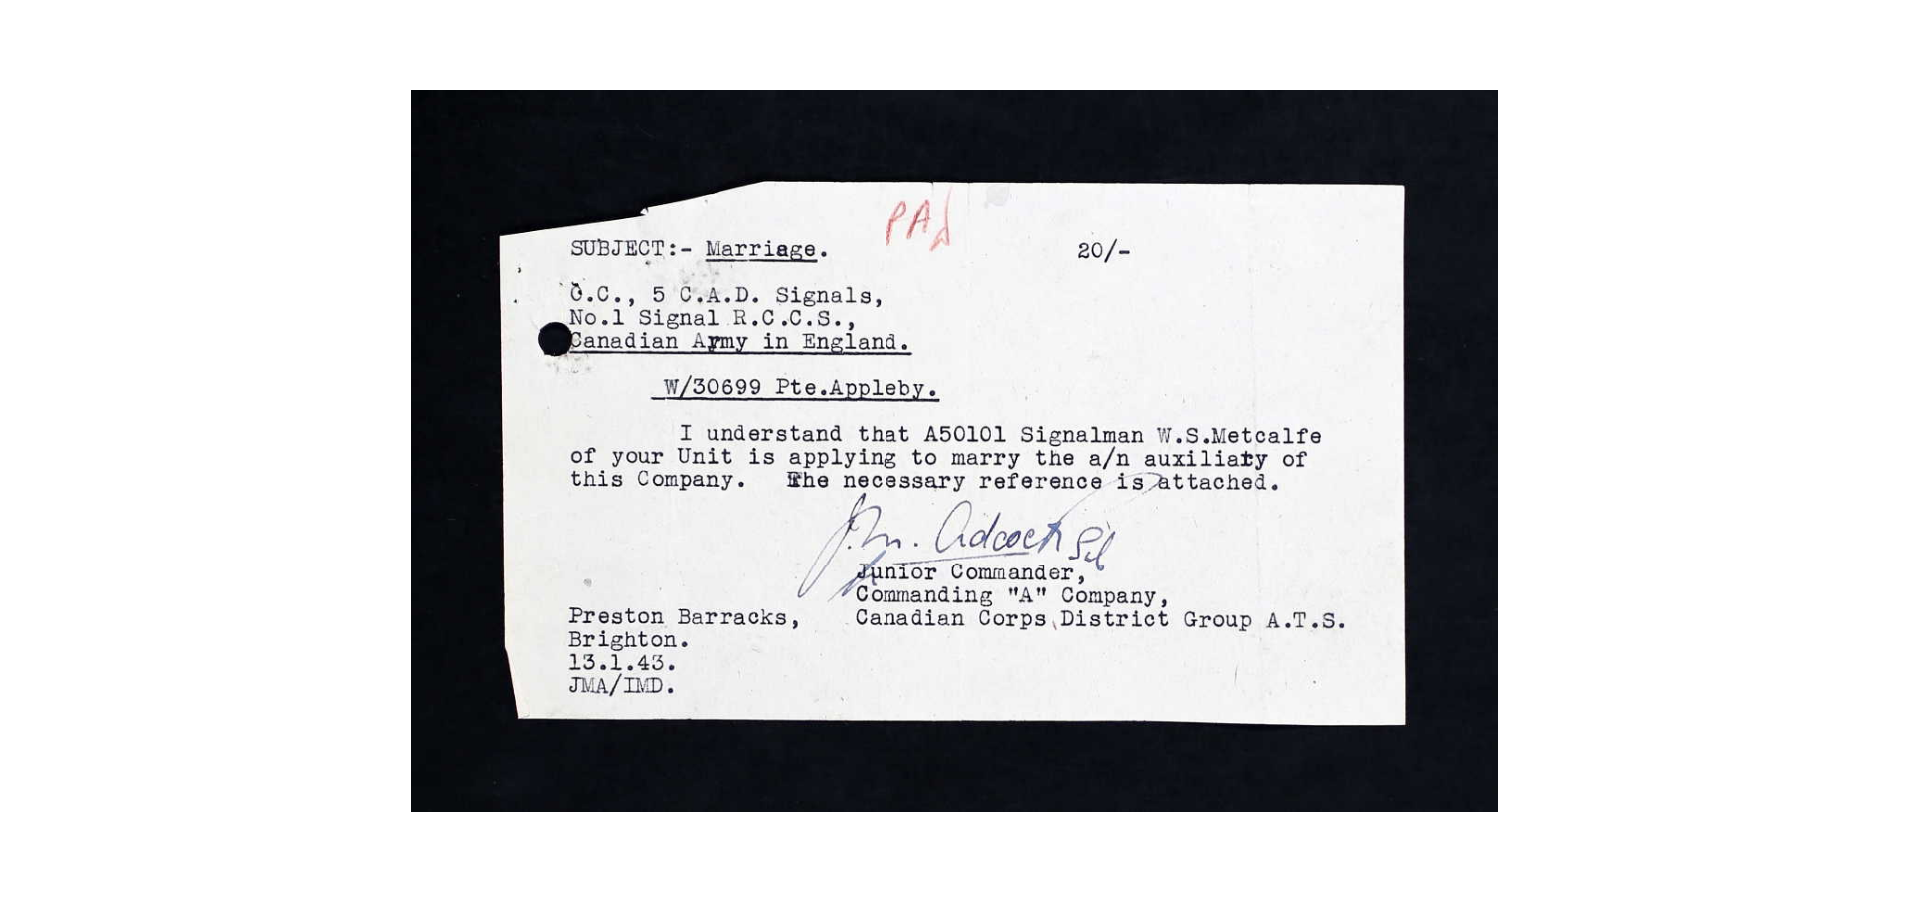 PA
SUBJECT:- Marriage. 20/-
O.C., 5 C.A.D. Signals,
No.1 Signal R.C.C.S.,
Canadian Army in England.
W/30699 Pte.Appleby.
I understand that A50101 Signalman W.S.Metcalfe
of your Unit is applying to marry the a/n auxiliaty of
this Company. The necessary reference is attached.
J.M. Adcock
Junior Commander,
Commanding "A" Company,
Preston Barracks, Canadian Corps District Group A.T.S.
Brighton.
13.1.43.
JMA/IMD.